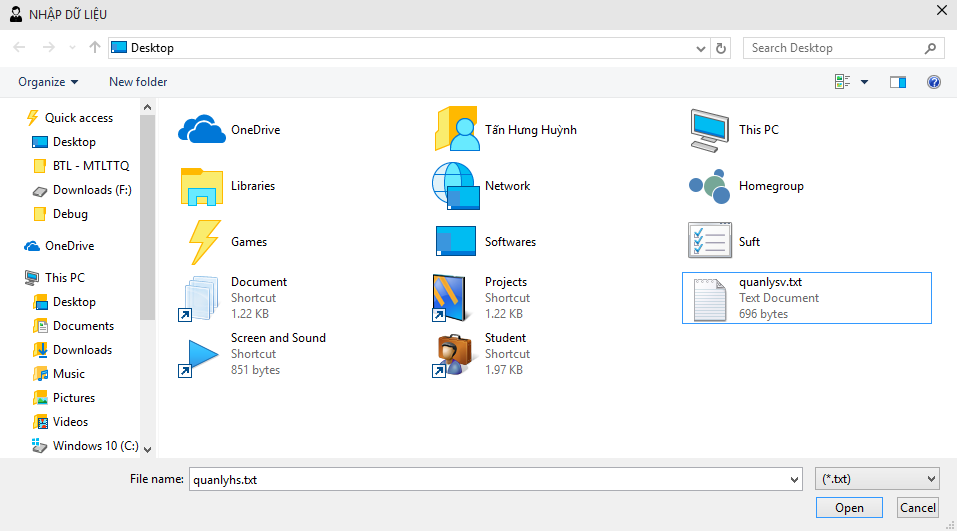 NHẬP DỮ LIỆU
Desktop
Search Desktop
Organize
New folder
Quick access
Desktop
BTL - MTLTTQ
Downloads (F:)
Debug
OneDrive
This PC
Desktop
Documents
Downloads
Music
Pictures
Videos
Windows 10 (C:)
OneDrive
Tấn Hưng Huỳnh
This PC
Libraries
Network
Homegroup
Games
Softwares
Suft
Document
Shortcut
1.22 KB
Projects
Shortcut
1.22 KB
quanlysv.txt
Text Document
696 bytes
Screen and Sound
Shortcut
851 bytes
Student
Shortcut
1.97 KB
File name:
quanlyhs.txt
(*.txt)
Open
Cancel